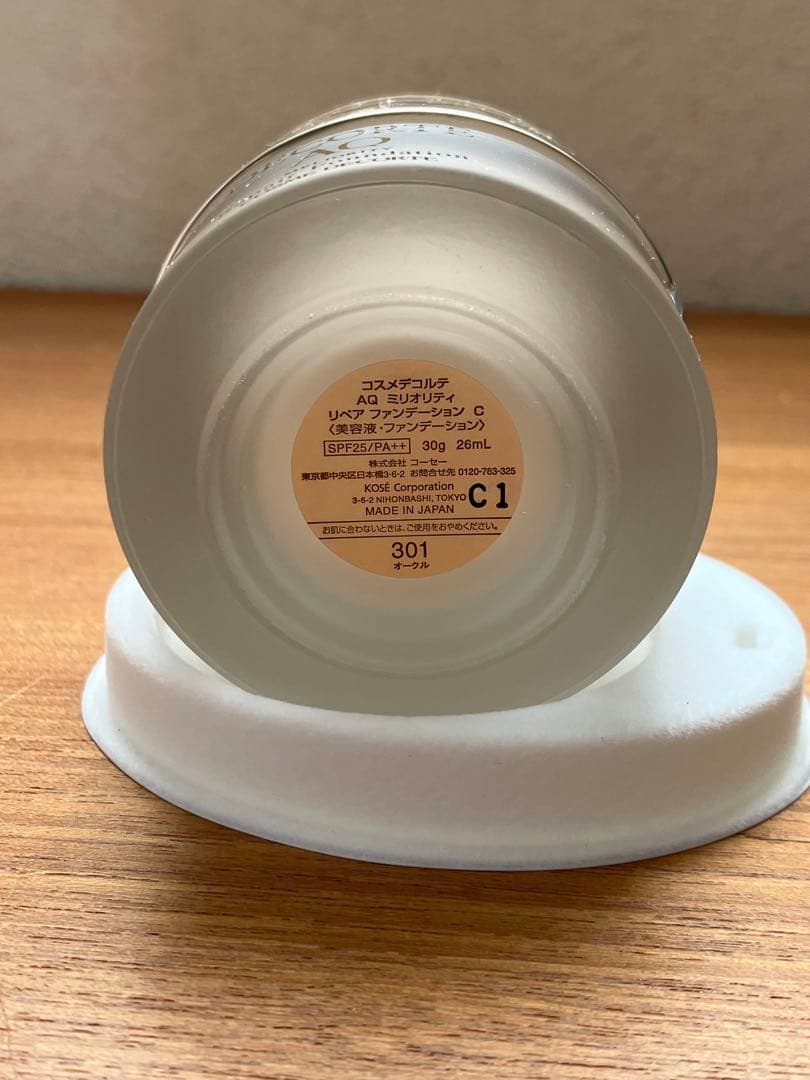 DECORTE
AQ
foundation
DECORTE
コスメデコルテ
AQ ミリオリティ
リペア ファンデーション C
〈美容液・ファンデーション〉
SPF25/PA++ 30g 26mL
株式会社 コーセー
東京都中央区日本橋3-6-2 お問合せ先 0120-763-325
KOSÉ Corporation
3-6-2 NIHONBASHI, TOKYO C1
MADE IN JAPAN
お肌に合わないときは、ご使用をおやめください。
301
オークル